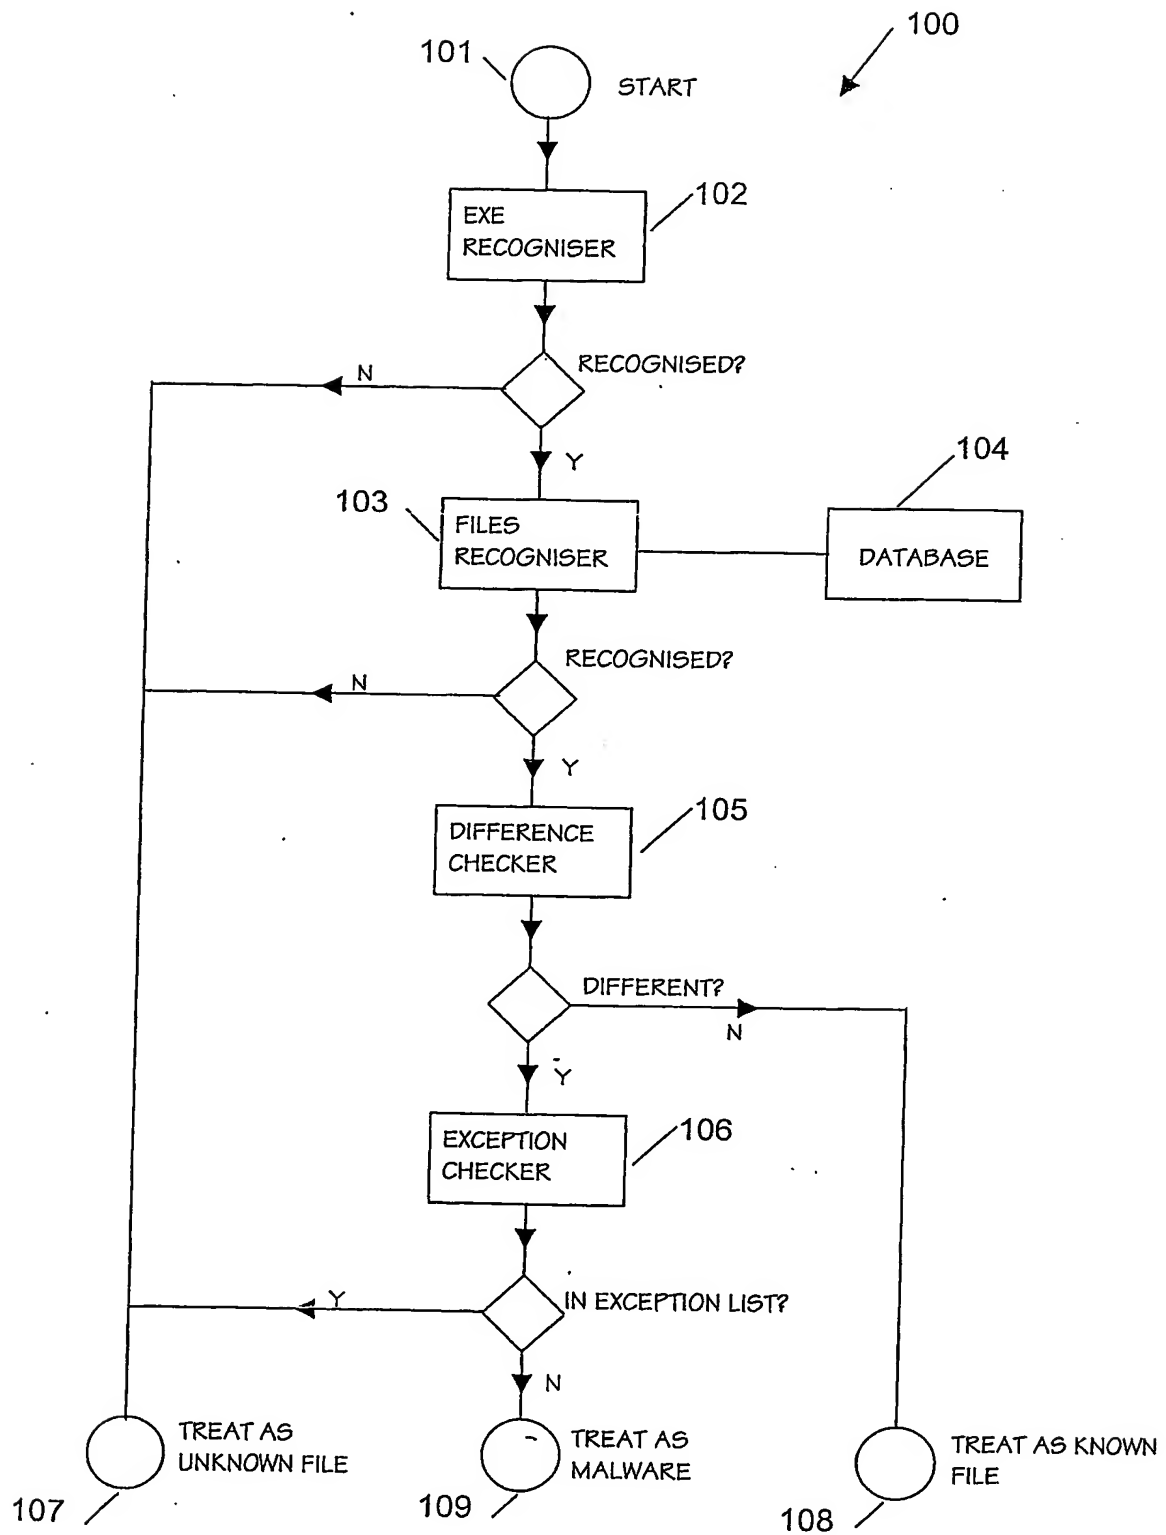 100
101
START
102
EXE
RECOGNISER
RECOGNISED?
N
Y
104
103
FILES
RECOGNISER
DATABASE
RECOGNISED?
N
Y
105
DIFFERENCE
CHECKER
DIFFERENT?
N
Y
106
EXCEPTION
CHECKER
IN EXCEPTION LIST?
Y
N
TREAT AS
UNKNOWN FILE
107
TREAT AS
MALWARE
109
TREAT AS KNOWN
FILE
108